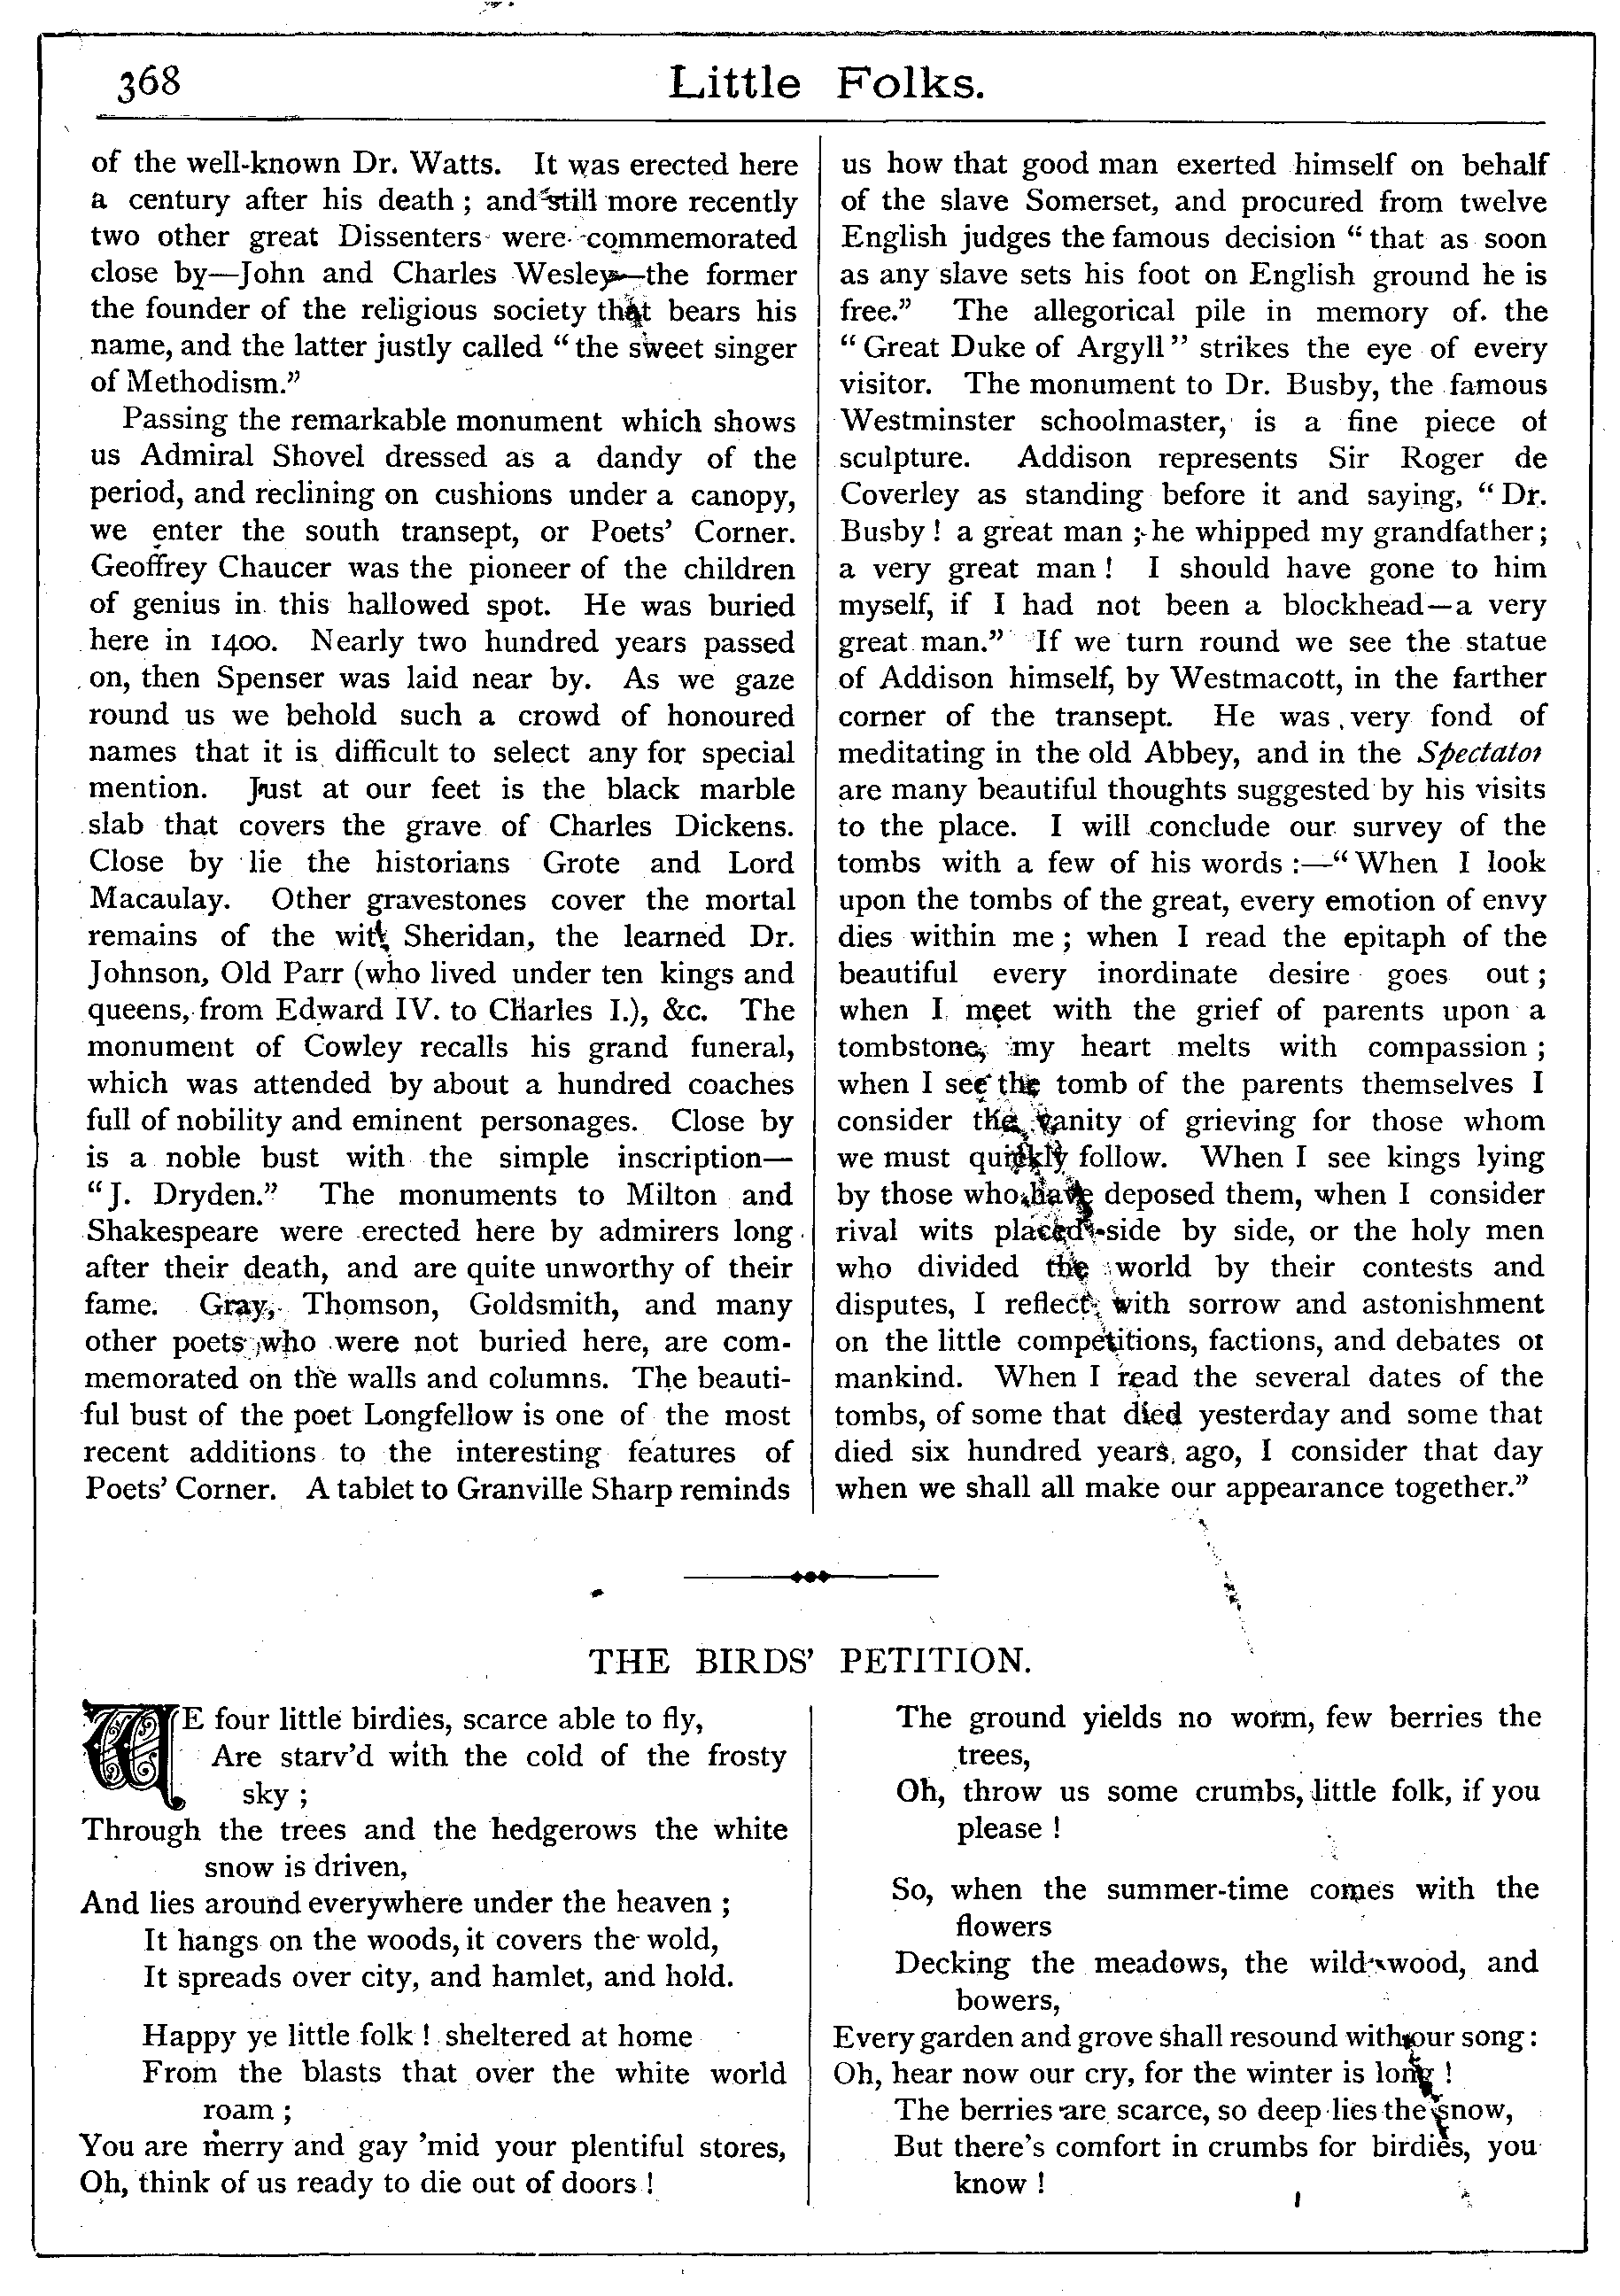 368
Little Folks.
of the well-known Dr. Watts. It was erected here
a century after his death ; and still more recently
two other great Dissenters were commemorated
close by—John and Charles Wesley—the former
the founder of the religious society that bears his
name, and the latter justly called “ the sweet singer
of Methodism.”
Passing the remarkable monument which shows
us Admiral Shovel dressed as a dandy of the
period, and reclining on cushions under a canopy,
we enter the south transept, or Poets’ Corner.
Geoffrey Chaucer was the pioneer of the children
of genius in this hallowed spot. He was buried
here in 1400. Nearly two hundred years passed
on, then Spenser was laid near by. As we gaze
round us we behold such a crowd of honoured
names that it is difficult to select any for special
mention. Just at our feet is the black marble
slab that covers the grave of Charles Dickens.
Close by lie the historians Grote and Lord
Macaulay. Other gravestones cover the mortal
remains of the wit, Sheridan, the learned Dr.
Johnson, Old Parr (who lived under ten kings and
queens, from Edward IV. to Charles I.), &c. The
monument of Cowley recalls his grand funeral,
which was attended by about a hundred coaches
full of nobility and eminent personages. Close by
is a noble bust with the simple inscription—
“ J. Dryden.” The monuments to Milton and
Shakespeare were erected here by admirers long
after their death, and are quite unworthy of their
fame. Gray, Thomson, Goldsmith, and many
other poets who were not buried here, are com-
memorated on the walls and columns. The beauti-
ful bust of the poet Longfellow is one of the most
recent additions to the interesting features of
Poets’ Corner. A tablet to Granville Sharp reminds
us how that good man exerted himself on behalf
of the slave Somerset, and procured from twelve
English judges the famous decision “ that as soon
as any slave sets his foot on English ground he is
free.” The allegorical pile in memory of the
“ Great Duke of Argyll ” strikes the eye of every
visitor. The monument to Dr. Busby, the famous
Westminster schoolmaster, is a fine piece of
sculpture. Addison represents Sir Roger de
Coverley as standing before it and saying, “ Dr.
Busby ! a great man ; he whipped my grandfather ;
a very great man ! I should have gone to him
myself, if I had not been a blockhead—a very
great man.” If we turn round we see the statue
of Addison himself, by Westmacott, in the farther
corner of the transept. He was very fond of
meditating in the old Abbey, and in the Spectator
are many beautiful thoughts suggested by his visits
to the place. I will conclude our survey of the
tombs with a few of his words :—“ When I look
upon the tombs of the great, every emotion of envy
dies within me ; when I read the epitaph of the
beautiful every inordinate desire goes out ;
when I meet with the grief of parents upon a
tombstone, my heart melts with compassion ;
when I see the tomb of the parents themselves I
consider the vanity of grieving for those whom
we must quickly follow. When I see kings lying
by those who have deposed them, when I consider
rival wits placed side by side, or the holy men
who divided the world by their contests and
disputes, I reflect with sorrow and astonishment
on the little competitions, factions, and debates of
mankind. When I read the several dates of the
tombs, of some that died yesterday and some that
died six hundred years ago, I consider that day
when we shall all make our appearance together.”
THE BIRDS’ PETITION.
WE four little birdies, scarce able to fly,
Are starv’d with the cold of the frosty
sky ;
Through the trees and the hedgerows the white
snow is driven,
And lies around everywhere under the heaven ;
It hangs on the woods, it covers the wold,
It spreads over city, and hamlet, and hold.
Happy ye little folk ! sheltered at home
From the blasts that over the white world
roam ;
You are merry and gay ’mid your plentiful stores,
Oh, think of us ready to die out of doors !
The ground yields no worm, few berries the
trees,
Oh, throw us some crumbs, little folk, if you
please !
So, when the summer-time comes with the
flowers
Decking the meadows, the wild wood, and
bowers,
Every garden and grove shall resound with our song :
Oh, hear now our cry, for the winter is long !
The berries are scarce, so deep lies the snow,
But there’s comfort in crumbs for birdies, you
know !